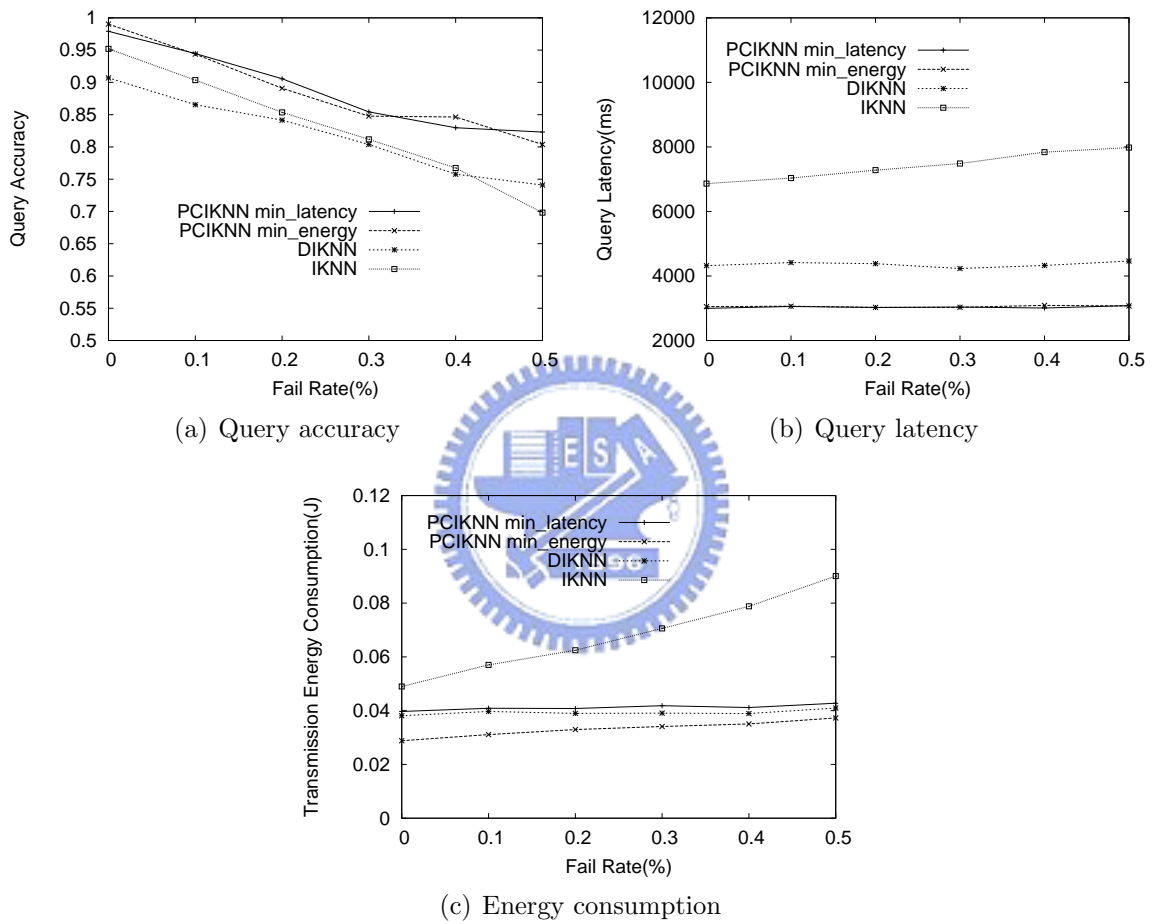 1
0.95
0.9
0.85
0.8
0.75
0.7
0.65
0.6
0.55
0.5
Query Accuracy
PCIKNN min_latency
PCIKNN min_energy
DIKNN
IKNN
0 0.1 0.2 0.3 0.4 0.5
Fail Rate(%)
(a) Query accuracy
12000
10000
8000
6000
4000
2000
Query Latency(ms)
PCIKNN min_latency
PCIKNN min_energy
DIKNN
IKNN
0 0.1 0.2 0.3 0.4 0.5
Fail Rate(%)
(b) Query latency
E S A
1896
0.12
0.1
0.08
0.06
0.04
0.02
0
Transmission Energy Consumption(J)
PCIKNN min_latency
PCIKNN min_energy
DIKNN
IKNN
0 0.1 0.2 0.3 0.4 0.5
Fail Rate(%)
(c) Energy consumption